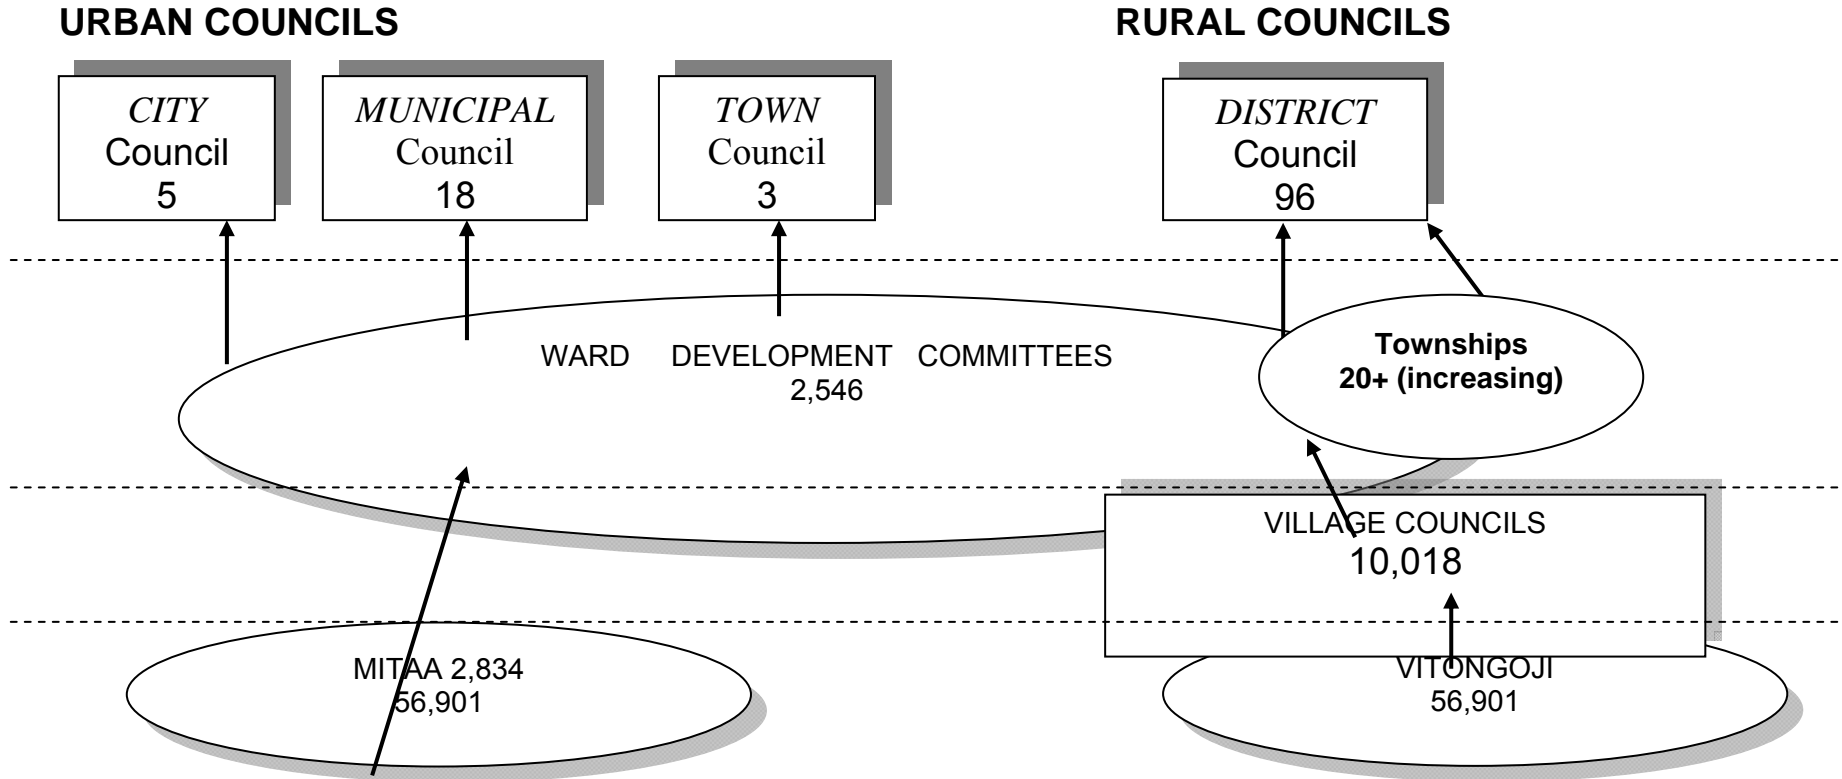 URBAN COUNCILS
RURAL COUNCILS
CITY
Council
5
MUNICIPAL
Council
18
TOWN
Council
3
DISTRICT
Council
96
WARD DEVELOPMENT COMMITTEES
2,546
Townships
20+ (increasing)
VILLAGE COUNCILS
10,018
MITAA 2,834
56,901
VITONGOJI
56,901